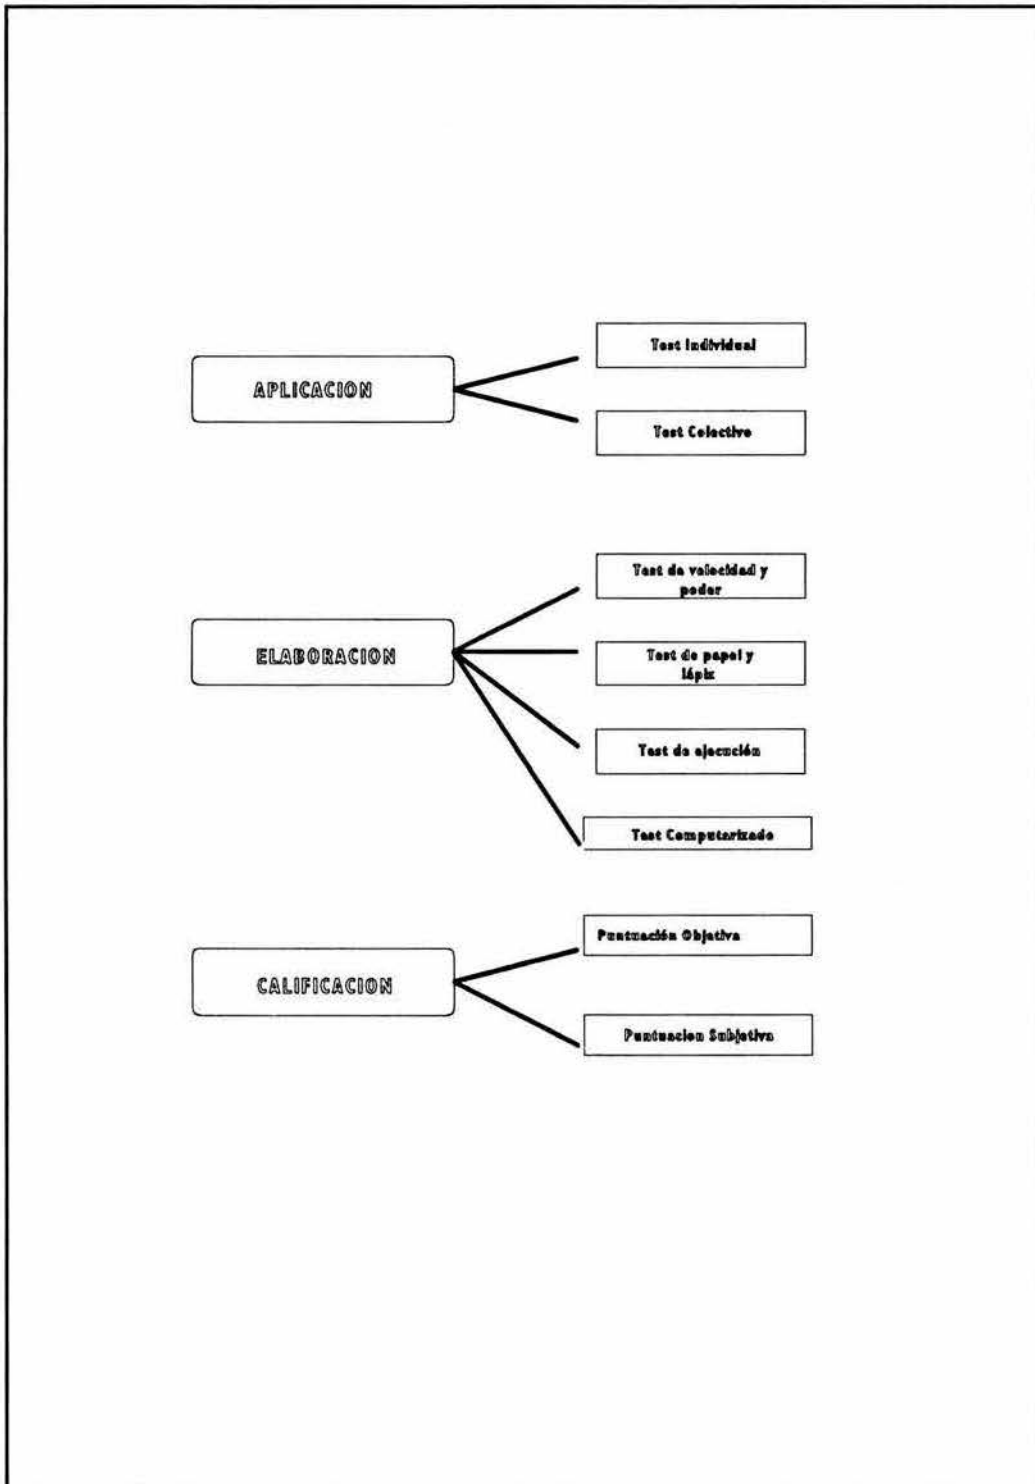 APLICACION
Test Individual
Test Colectivo
ELABORACION
Test de velocidad y
poder
Test de papel y
lápiz
Test de ejecución
Test Computarizado
CALIFICACION
Puntuación Objetiva
Puntuacion Subjetiva